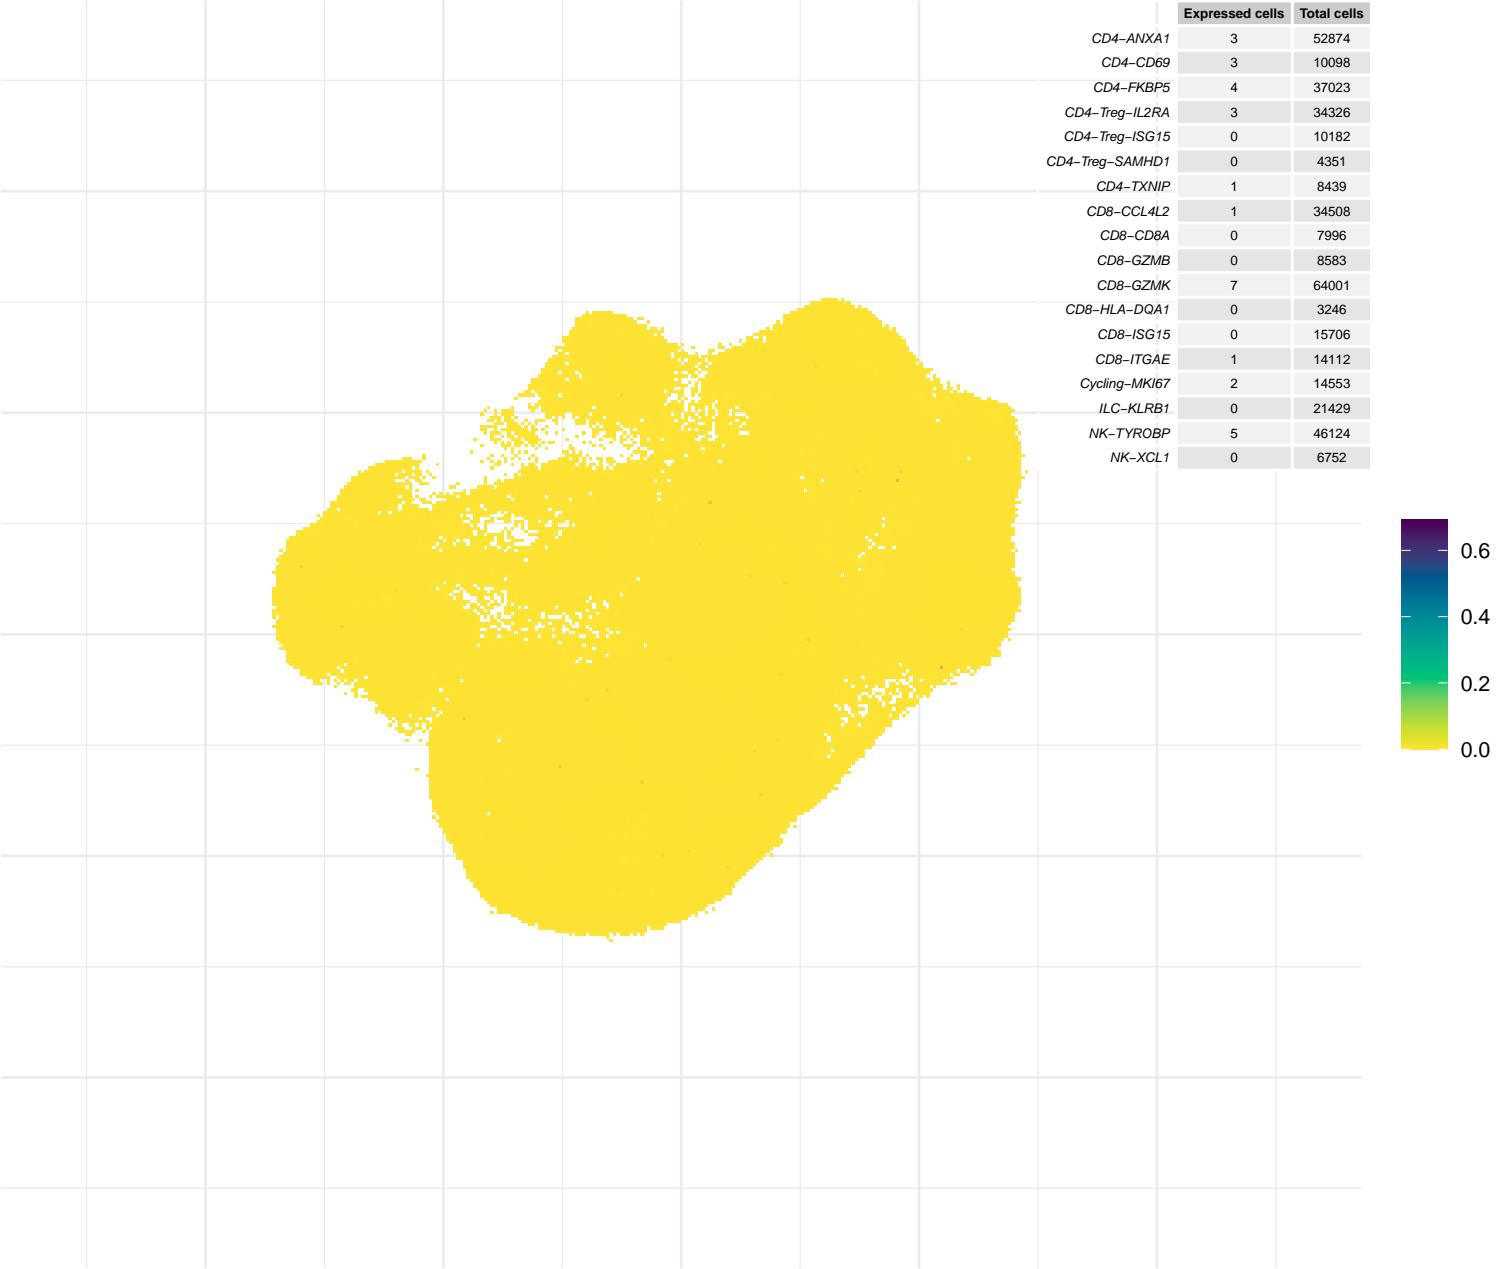 Expressed cells Total cells
CD4−ANXA1 3 52874
CD4−CD69 3 10098
CD4−FKBP5 4 37023
CD4−Treg−IL2RA 3 34326
CD4−Treg−ISG15 0 10182
CD4−Treg−SAMHD1 0 4351
CD4−TXNIP 1 8439
CD8−CCL4L2 1 34508
CD8−CD8A 0 7996
CD8−GZMB 0 8583
CD8−GZMK 7 64001
CD8−HLA−DQA1 0 3246
CD8−ISG15 0 15706
CD8−ITGAE 1 14112
Cycling−MKI67 2 14553
ILC−KLRB1 0 21429
NK−TYROBP 5 46124
NK−XCL1 0 6752
0.6
0.4
0.2
0.0